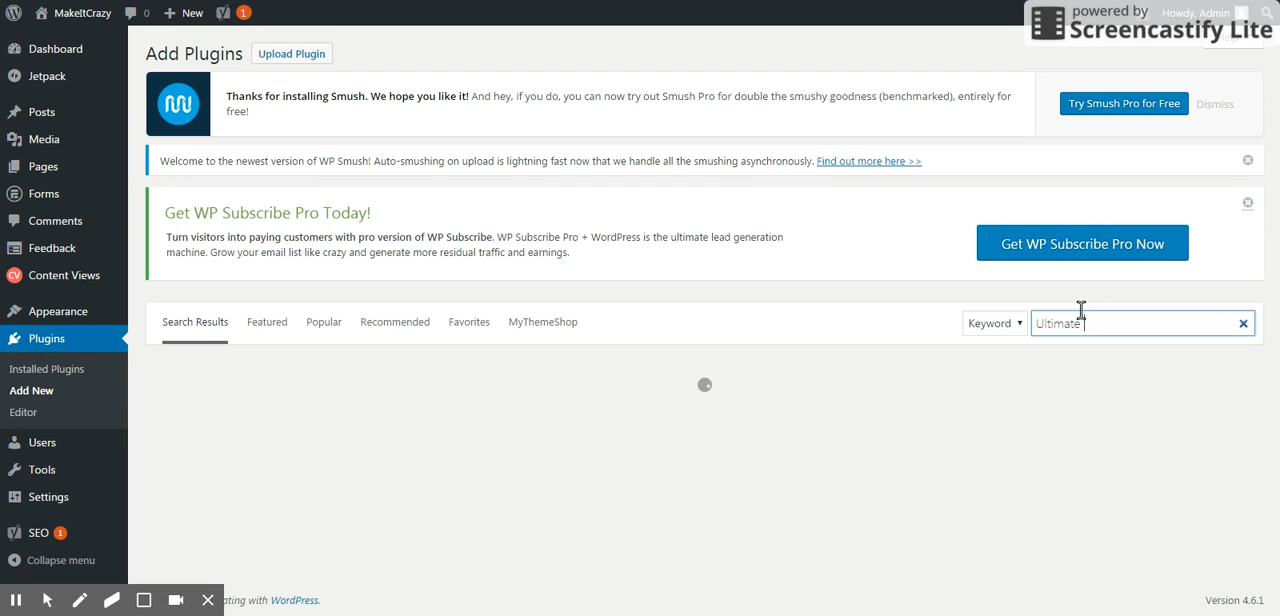 MakeItCrazy 0 New 1 Howdy, Admin
powered by
Screencastify Lite
Dashboard
Jetpack
Posts
Media
Pages
Forms
Comments
Feedback
CV Content Views
Appearance
Plugins
Installed Plugins
Add New
Editor
Users
Tools
Settings
SEO 1
Collapse menu
Add Plugins Upload Plugin
Thanks for installing Smush. We hope you like it! And hey, if you do, you can now try out Smush Pro for double the smushy goodness (benchmarked), entirely for
free!
Try Smush Pro for Free Dismiss
Welcome to the newest version of WP Smush! Auto-smushing on upload is lightning fast now that we handle all the smushing asynchronously. Find out more here >>
Get WP Subscribe Pro Today!
Turn visitors into paying customers with pro version of WP Subscribe. WP Subscribe Pro + WordPress is the ultimate lead generation
machine. Grow your email list like crazy and generate more residual traffic and earnings.
Get WP Subscribe Pro Now
Search Results Featured Popular Recommended Favorites MyThemeShop Keyword Ultimate
ating with WordPress. Version 4.6.1